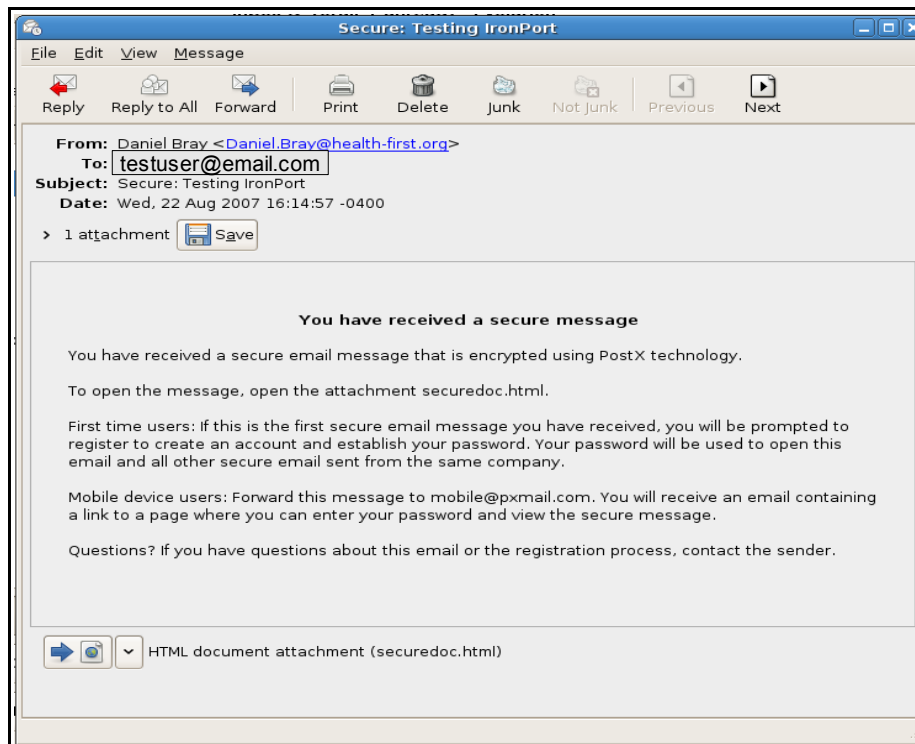 Secure: Testing IronPort
File Edit View Message
Reply Reply to All Forward Print Delete Junk Not Junk Previous Next
From: Daniel Bray <Daniel.Bray@health-first.org>
To: testuser@email.com
Subject: Secure: Testing IronPort
Date: Wed, 22 Aug 2007 16:14:57 -0400
1 attachment Save
You have received a secure message
You have received a secure email message that is encrypted using PostX technology.
To open the message, open the attachment securedoc.html.
First time users: If this is the first secure email message you have received, you will be prompted to
register to create an account and establish your password. Your password will be used to open this
email and all other secure email sent from the same company.
Mobile device users: Forward this message to mobile@pxmail.com. You will receive an email containing
a link to a page where you can enter your password and view the secure message.
Questions? If you have questions about this email or the registration process, contact the sender.
HTML document attachment (securedoc.html)